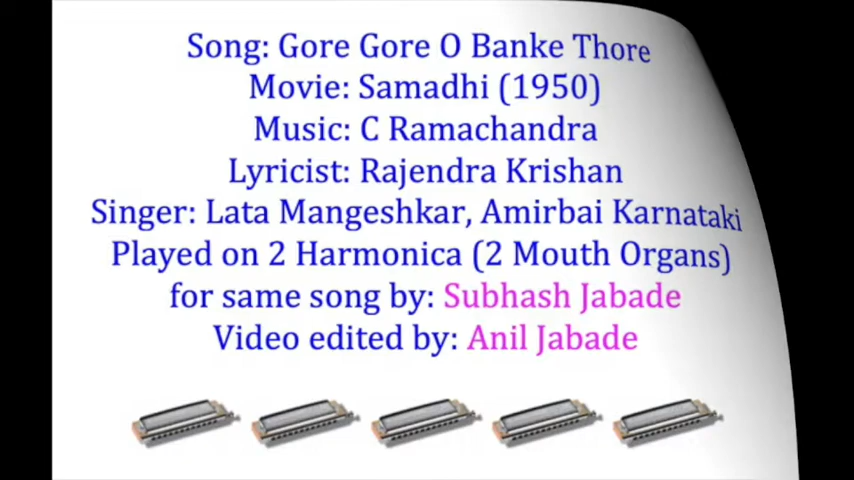 Song: Gore Gore O Banke Thore
Movie: Samadhi (1950)
Music: C Ramachandra
Lyricist: Rajendra Krishan
Singer: Lata Mangeshkar, Amirbai Karnataki
Played on 2 Harmonica (2 Mouth Organs)
for same song by: Subhash Jabade
Video edited by: Anil Jabade